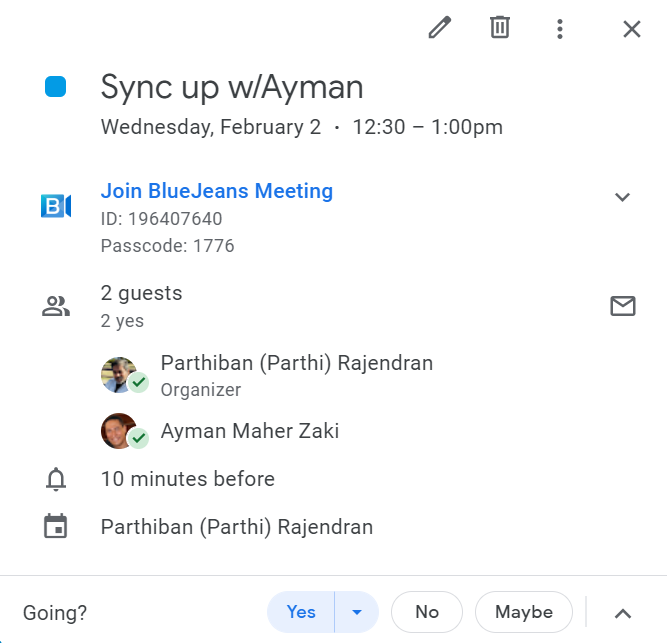 Sync up w/Ayman
Wednesday, February 2 · 12:30 – 1:00pm
Join BlueJeans Meeting
ID: 196407640
Passcode: 1776
2 guests
2 yes
Parthiban (Parthi) Rajendran
Organizer
Ayman Maher Zaki
10 minutes before
Parthiban (Parthi) Rajendran
Going? Yes No Maybe